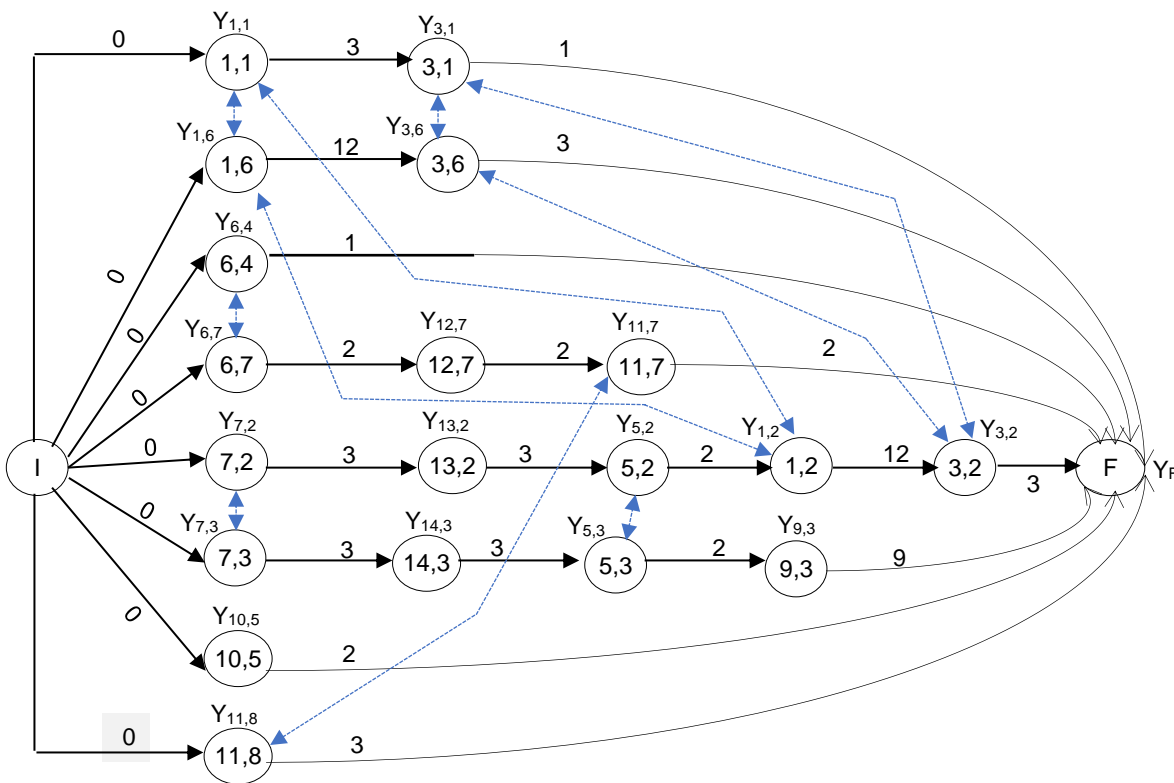 Y1,1 Y3,1
0 3 1
1,1 3,1
Y1,6 Y3,6
12 3
1,6 3,6
Y6,4
1
6,4
0
Y6,7 Y12,7 Y11,7
0 2 2 2
6,7 12,7 11,7
0
Y7,2 Y13,2 Y5,2 Y1,2 Y3,2
0 3 3 2 12
I 7,2 13,2 5,2 1,2 3,2 F YF
3
0
Y7,3 Y14,3 Y5,3 Y9,3
3 3 2 9
7,3 14,3 5,3 9,3
0
Y10,5
10,5 2
Y11,8
0 3
11,8